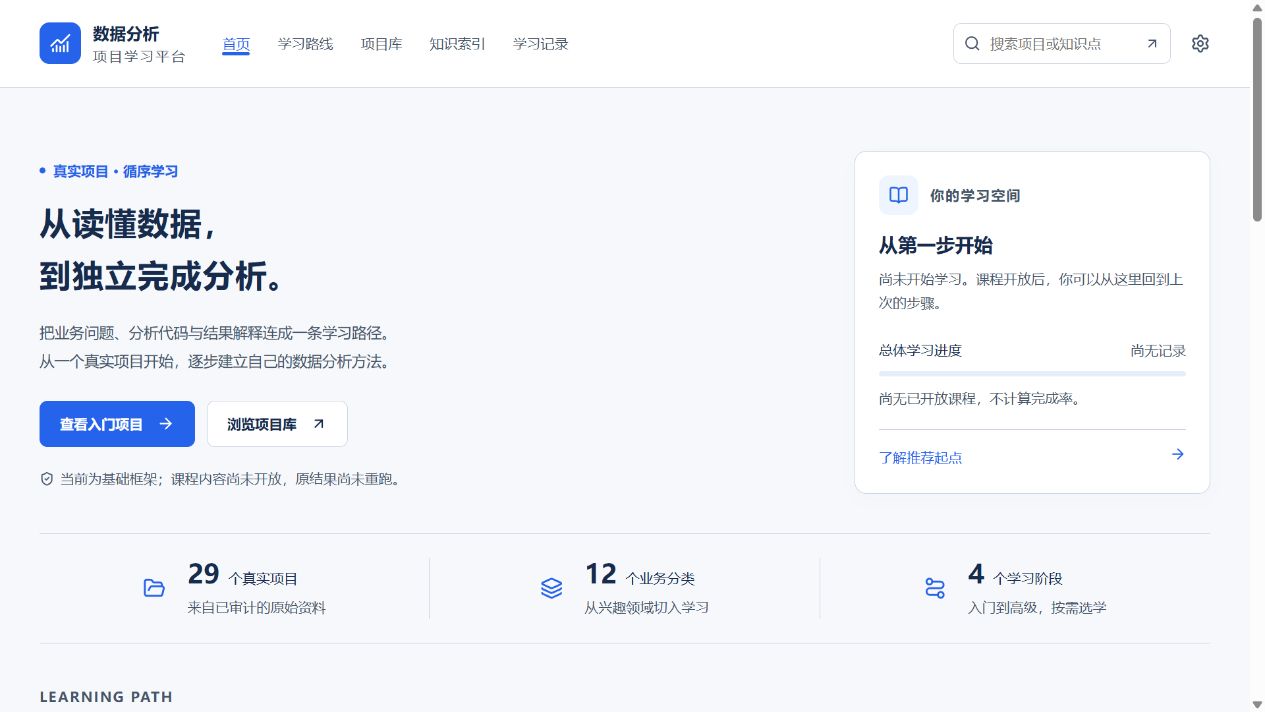 数据分析
项目学习平台
首页 学习路线 项目库 知识索引 学习记录
搜索项目或知识点
真实项目 · 循序学习
从读懂数据，
到独立完成分析。
把业务问题、分析代码与结果解释连成一条学习路径。
从一个真实项目开始，逐步建立自己的数据分析方法。
查看入门项目
浏览项目库
当前为基础框架；课程内容尚未开放，原结果尚未重跑。
你的学习空间
从第一步开始
尚未开始学习。课程开放后，你可以从这里回到上
次的步骤。
总体学习进度 尚无记录
尚无已开放课程，不计算完成率。
了解推荐起点
29 个真实项目
来自已审计的原始资料
12 个业务分类
从兴趣领域切入学习
4 个学习阶段
入门到高级，按需选学
LEARNING PATH